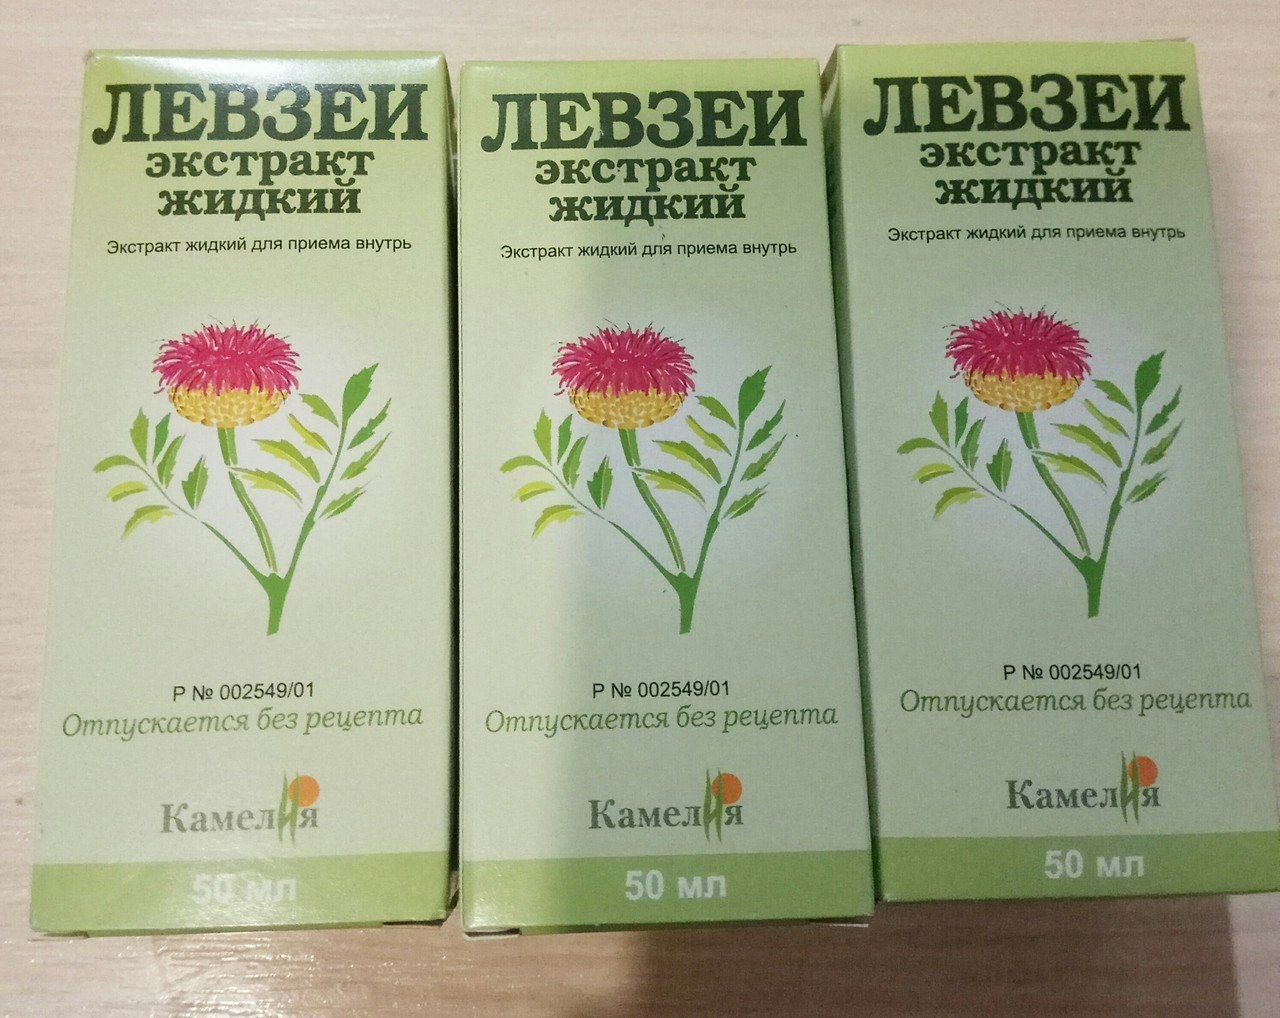 ЛЕВЗЕИ
экстракт
жидкий
Экстракт жидкий для приема внутрь
Р № 002549/01
Отпускается без рецепта
Камелия
50 мл
ЛЕВЗЕИ
экстракт
жидкий
Экстракт жидкий для приема внутрь
Р № 002549/01
Отпускается без рецепта
Камелия
50 мл
ЛЕВЗЕИ
экстракт
жидкий
Экстракт жидкий для приема внутрь
Р № 002549/01
Отпускается без рецепта
Камелия
50 мл